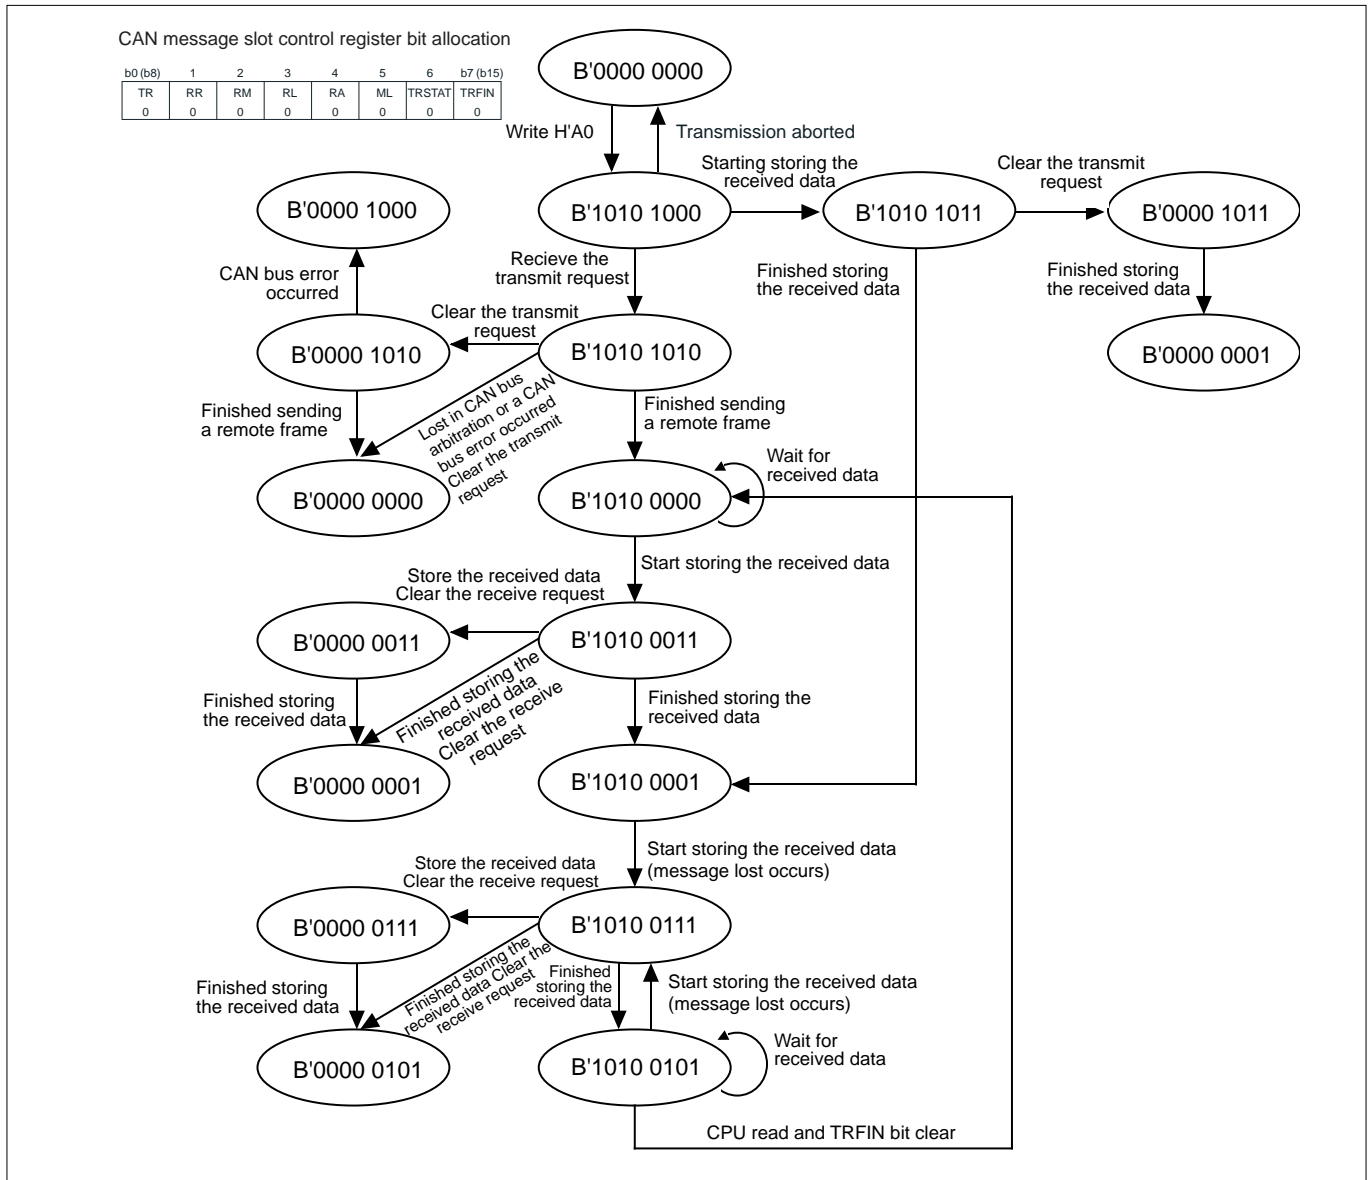 CAN message slot control register bit allocation
b0 (b8) 1 2 3 4 5 6 b7 (b15)
TR RR RM RL RA ML TRSTAT TRFIN
0 0 0 0 0 0 0 0
B'0000 0000
Write H'A0
Transmission aborted
Starting storing the
received data
Clear the transmit
request
B'0000 1000
B'1010 1000
B'1010 1011
B'0000 1011
CAN bus error
occurred
Recieve the
transmit request
Finished storing
the received data
Finished storing
the received data
Clear the transmit
request
B'0000 1010
B'1010 1010
B'0000 0001
Finished sending
a remote frame
Lost in CAN bus
arbitration or a CAN
bus error occurred
Clear the transmit
request
Finished sending
a remote frame
Wait for
received data
B'0000 0000
B'1010 0000
Start storing the received data
Store the received data
Clear the receive request
B'0000 0011
B'1010 0011
Finished storing
the received data
Finished storing the
received data
Clear the receive
request
Finished storing the
received data
B'0000 0001
B'1010 0001
Start storing the received data
(message lost occurs)
Store the received data
Clear the receive request
B'0000 0111
B'1010 0111
Finished storing
the received data
Finished storing the
received data Clear the
receive request
Finished
storing the
received data
Start storing the received data
(message lost occurs)
Wait for
received data
B'0000 0101
B'1010 0101
CPU read and TRFIN bit clear